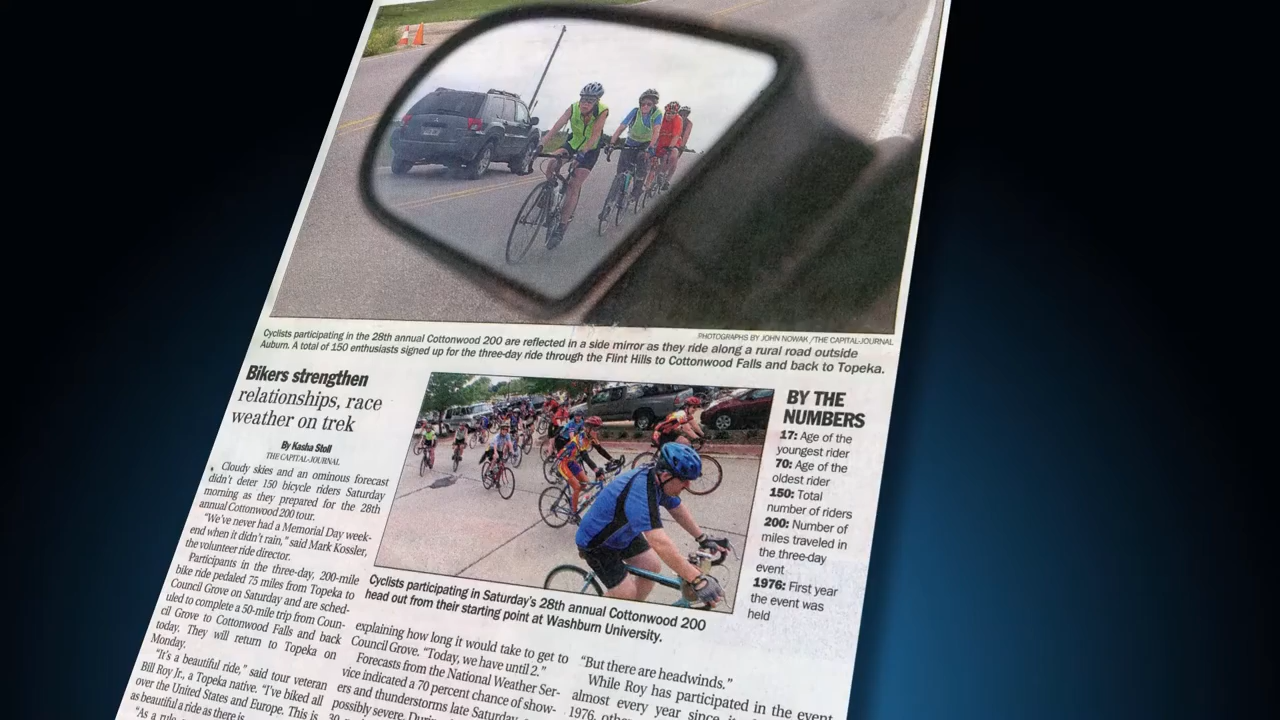 PHOTOGRAPHS BY JOHN NOWAK /THE CAPITAL-JOURNAL
Cyclists participating in the 28th annual Cottonwood 200 are reflected in a side mirror as they ride along a rural road outside
Auburn. A total of 150 enthusiasts signed up for the three-day ride through the Flint Hills to Cottonwood Falls and back to Topeka.
Bikers strengthen
relationships, race
weather on trek
By Kasha Stoll
THE CAPITAL-JOURNAL
Cloudy skies and an ominous forecast
didn't deter 150 bicycle riders Saturday
morning as they prepared for the 28th
annual Cottonwood 200 tour.
"We've never had a Memorial Day week-
end when it didn't rain," said Mark Kossler,
the volunteer ride director.
Participants in the three-day, 200-mile
bike ride pedaled 75 miles from Topeka to
Council Grove on Saturday and are sched-
uled to complete a 50-mile trip from Coun-
cil Grove to Cottonwood Falls and back
today. They will return to Topeka on
Monday.
"It's a beautiful ride," said tour veteran
Bill Roy Jr., a Topeka native. "I've biked all
over the United States and Europe. This is
as beautiful a ride as there is.
"As a rule
Cyclists participating in Saturday's 28th annual Cottonwood 200
head out from their starting point at Washburn University.
explaining how long it would take to get to
Council Grove. "Today, we have until 2."
Forecasts from the National Weather Ser-
vice indicated a 70 percent chance of show-
ers and thunderstorms late Saturday,
possibly severe.
"But there are headwinds."
While Roy has participated in the event
almost every year since
1976,
BY THE
NUMBERS
17: Age of the
youngest rider
70: Age of the
oldest rider
150: Total
number of riders
200: Number of
miles traveled in
the three-day
event
1976: First year
the event was
held